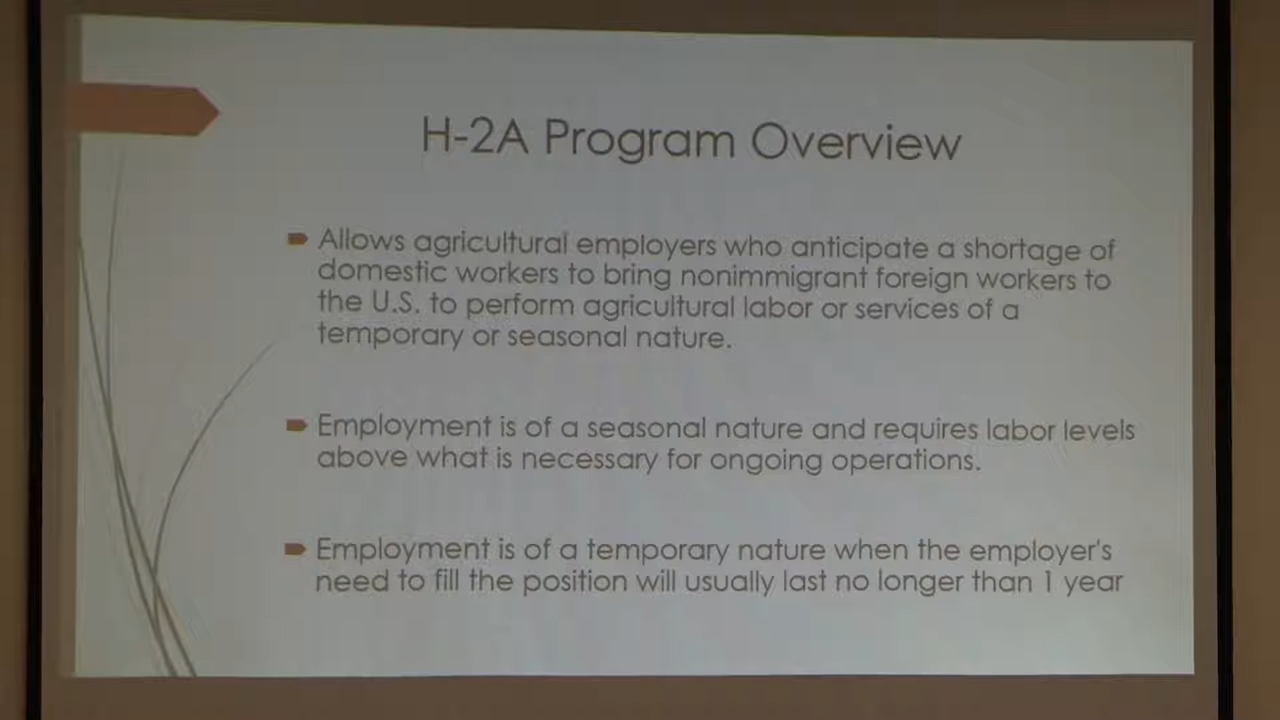 H-2A Program Overview
Allows agricultural employers who anticipate a shortage of
domestic workers to bring nonimmigrant foreign workers to
the U.S. to perform agricultural labor or services of a
temporary or seasonal nature.
Employment is of a seasonal nature and requires labor levels
above what is necessary for ongoing operations.
Employment is of a temporary nature when the employer's
need to fill the position will usually last no longer than 1 year